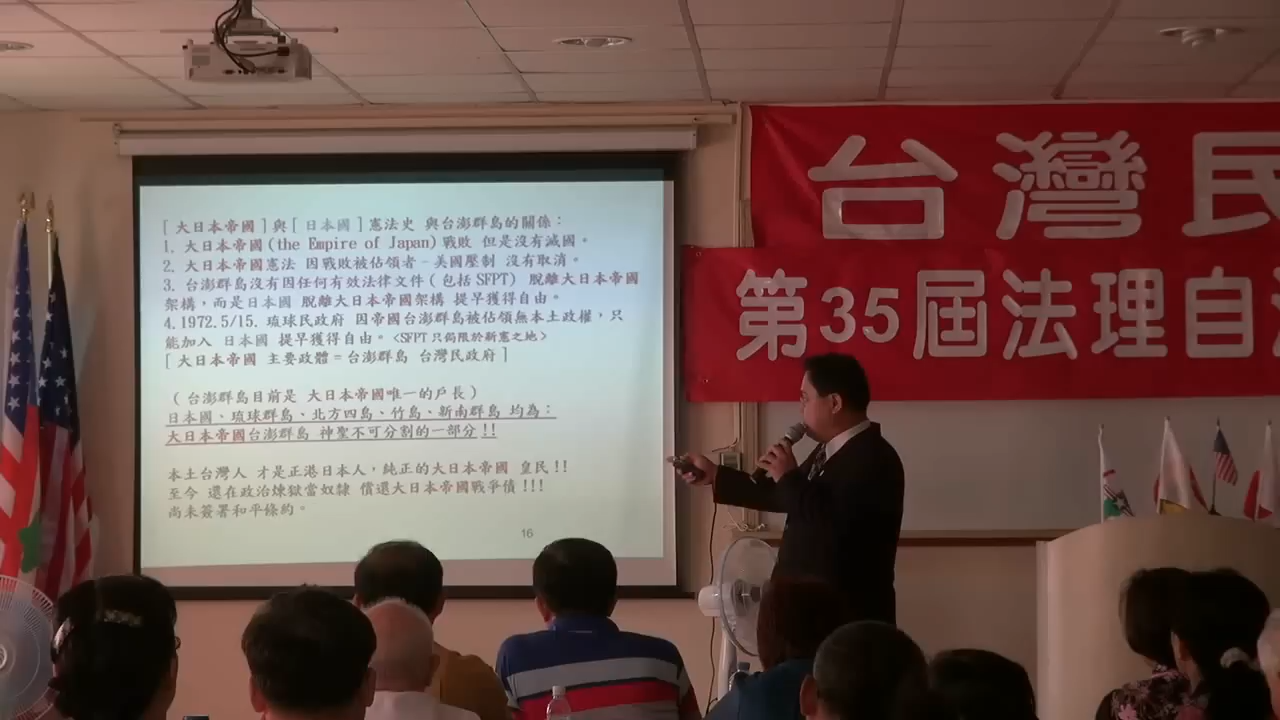 [ 大日本帝國 ] 與 [ 日本國 ] 憲法史 與台澎群島的關係：
1. 大日本帝國 (the Empire of Japan) 戰敗 但是沒有滅國。
2. 大日本帝國憲法 因戰敗被佔領者–美國壓制 沒有取消。
3. 台澎群島沒有因任何有效法律文件 ( 包括 SFPT) 脫離大日本帝國
架構，而是日本國 脫離大日本帝國架構 提早獲得自由。
4.1972.5/15. 琉球民政府 因帝國台澎群島被佔領無本土政權，只
能加入 日本國 提早獲得自由。<SFPT 只侷限於新憲之地>
[ 大日本帝國 主要政體 = 台澎群島 台灣民政府 ]
( 台澎群島目前是 大日本帝國唯一的戶長 )
日本國、琉球群島、北方四島、竹島、新南群島 均為：
大日本帝國台澎群島 神聖不可分割的一部分 !!
本土台灣人 才是正港日本人，純正的大日本帝國 皇民 !!
至今 還在政治煉獄當奴隸 償還大日本帝國戰爭債 !!!
尚未簽署和平條約。
16
台灣民
第35屆法理自